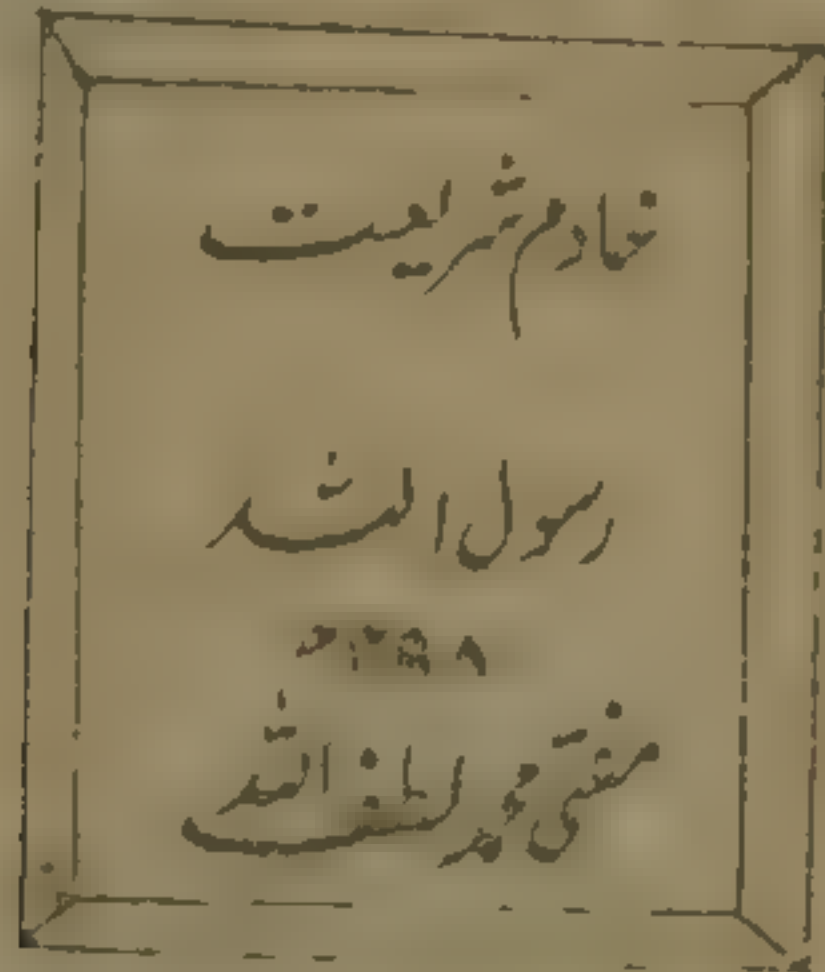 خادم شریعت
رسول اللہ
مفتی محمد لطف اللہ